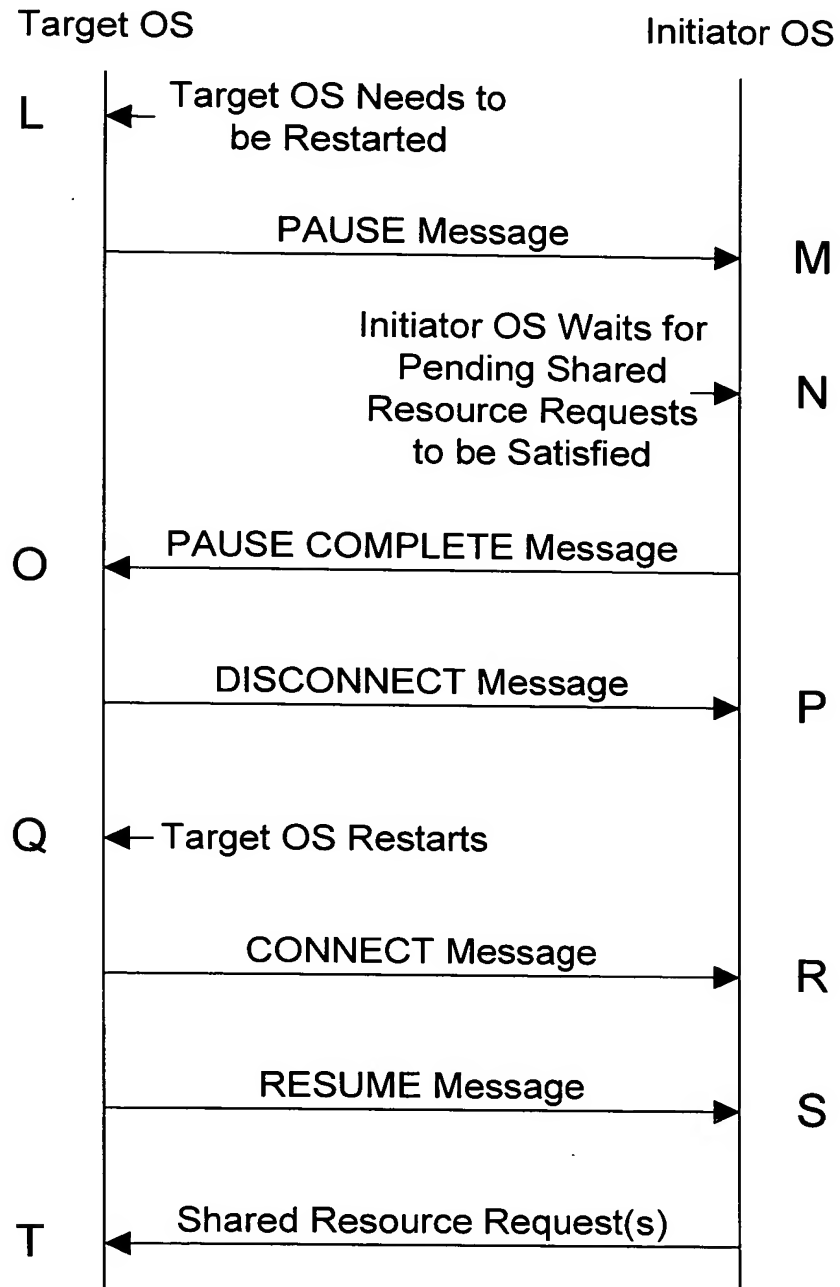 Target OS
Initiator OS
L
Target OS Needs to
be Restarted
PAUSE Message
M
Initiator OS Waits for
Pending Shared
Resource Requests
to be Satisfied
N
O
PAUSE COMPLETE Message
DISCONNECT Message
P
Q
Target OS Restarts
CONNECT Message
R
RESUME Message
S
T
Shared Resource Request(s)